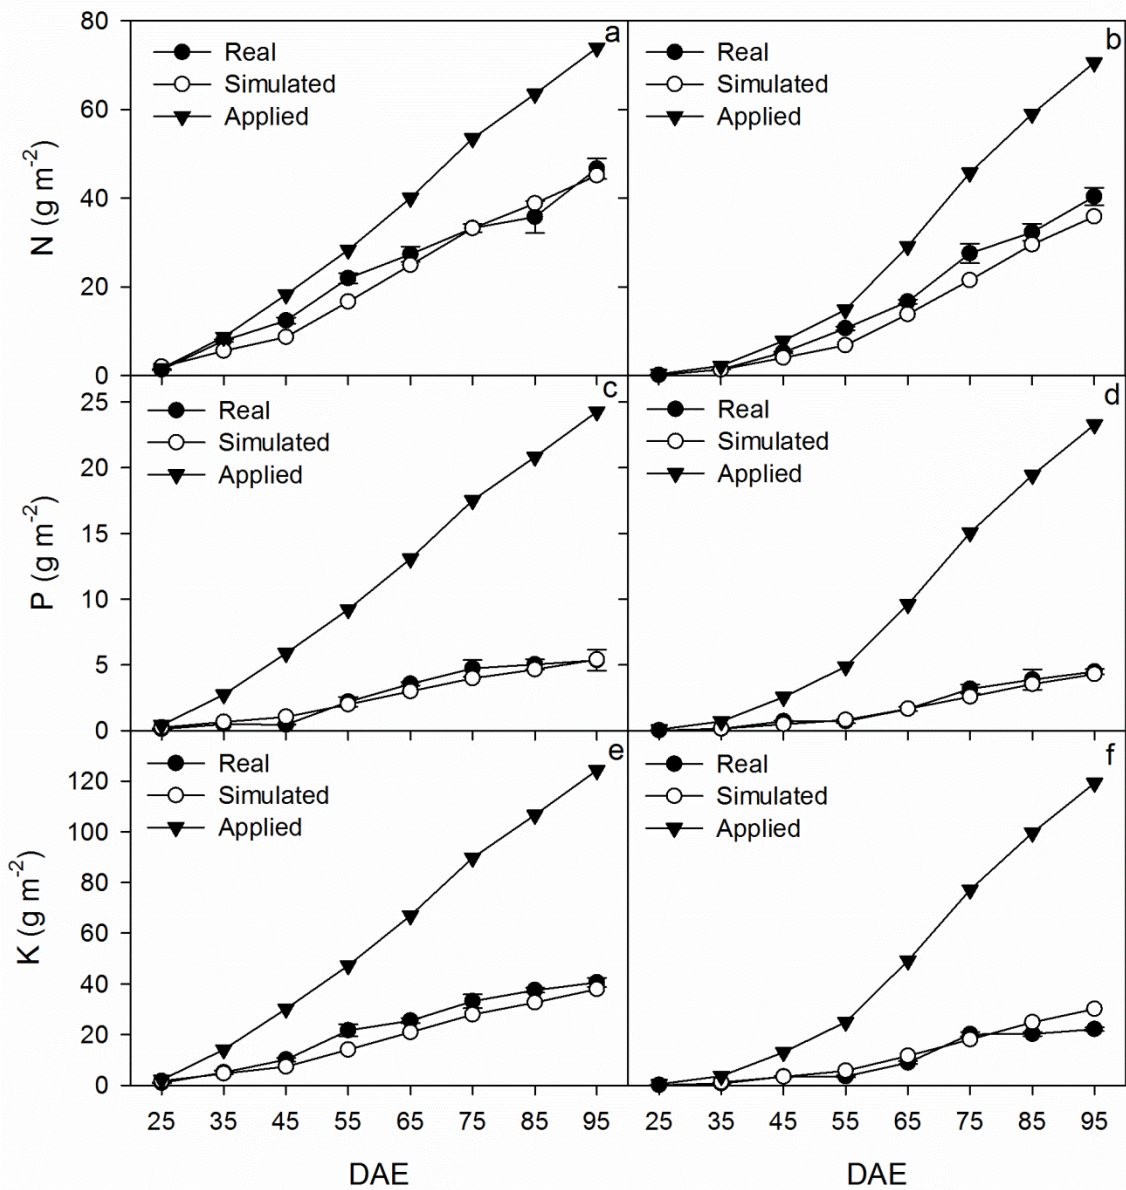 a
Real
Simulated
Applied
N (g m-2)
80
60
40
20
0
b
Real
Simulated
Applied
c
Real
Simulated
Applied
P (g m-2)
25
20
15
10
5
0
d
Real
Simulated
Applied
e
Real
Simulated
Applied
K (g m-2)
120
100
80
60
40
20
0
f
Real
Simulated
Applied
25 35 45 55 65 75 85 95
25 35 45 55 65 75 85 95
DAE
DAE